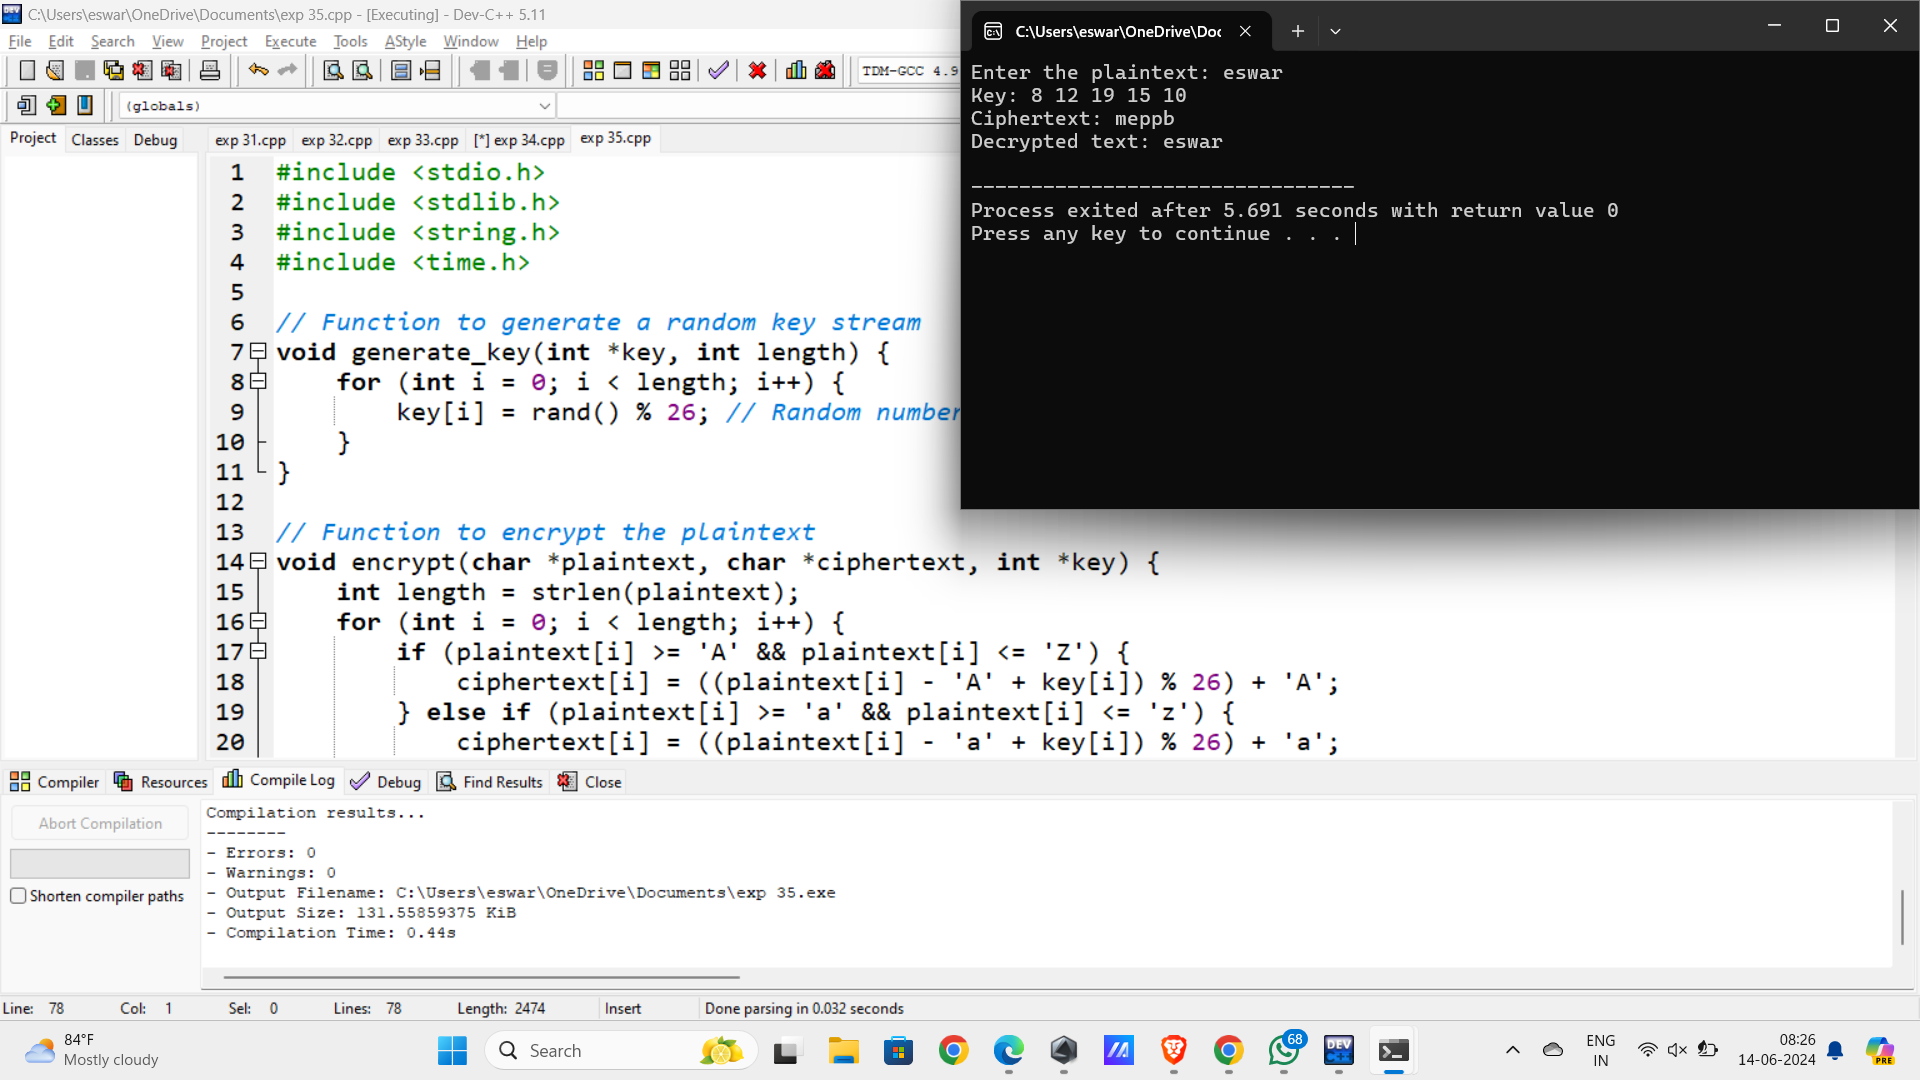 C:\Users\eswar\OneDrive\Documents\exp 35.cpp - [Executing] - Dev-C++ 5.11
File Edit Search View Project Execute Tools AStyle Window Help
TDM-GCC 4.9
(globals)
Project Classes Debug
exp 31.cpp exp 32.cpp exp 33.cpp [*] exp 34.cpp exp 35.cpp
1 #include <stdio.h>
2 #include <stdlib.h>
3 #include <string.h>
4 #include <time.h>
5
6 // Function to generate a random key stream
7 void generate_key(int *key, int length) {
8 for (int i = 0; i < length; i++) {
9 key[i] = rand() % 26; // Random number
10 }
11 }
12
13 // Function to encrypt the plaintext
14 void encrypt(char *plaintext, char *ciphertext, int *key) {
15 int length = strlen(plaintext);
16 for (int i = 0; i < length; i++) {
17 if (plaintext[i] >= 'A' && plaintext[i] <= 'Z') {
18 ciphertext[i] = ((plaintext[i] - 'A' + key[i]) % 26) + 'A';
19 } else if (plaintext[i] >= 'a' && plaintext[i] <= 'z') {
20 ciphertext[i] = ((plaintext[i] - 'a' + key[i]) % 26) + 'a';
C:\Users\eswar\OneDrive\Doc
Enter the plaintext: eswar
Key: 8 12 19 15 10
Ciphertext: meppb
Decrypted text: eswar
--------------------------------
Process exited after 5.691 seconds with return value 0
Press any key to continue . . .
Compiler Resources Compile Log Debug Find Results Close
Abort Compilation
Shorten compiler paths
Compilation results...
--------
- Errors: 0
- Warnings: 0
- Output Filename: C:\Users\eswar\OneDrive\Documents\exp 35.exe
- Output Size: 131.55859375 KiB
- Compilation Time: 0.44s
Line: 78 Col: 1 Sel: 0 Lines: 78 Length: 2474 Insert Done parsing in 0.032 seconds
84°F
Mostly cloudy
Search
68
DEV
C++
ENG
IN
08:26
14-06-2024
PRE